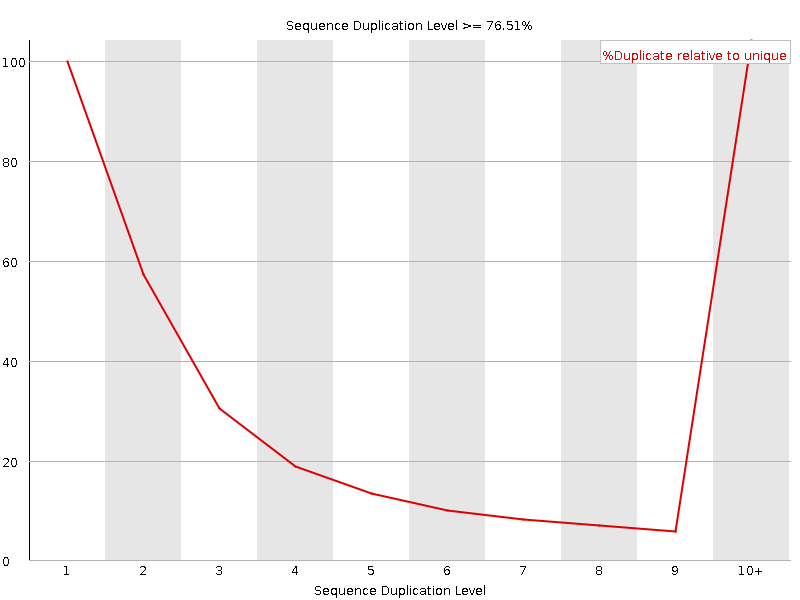 Sequence Duplication Level >= 76.51%
%Duplicate relative to unique
100
80
60
40
20
0
1 2 3 4 5 6 7 8 9 10+
Sequence Duplication Level